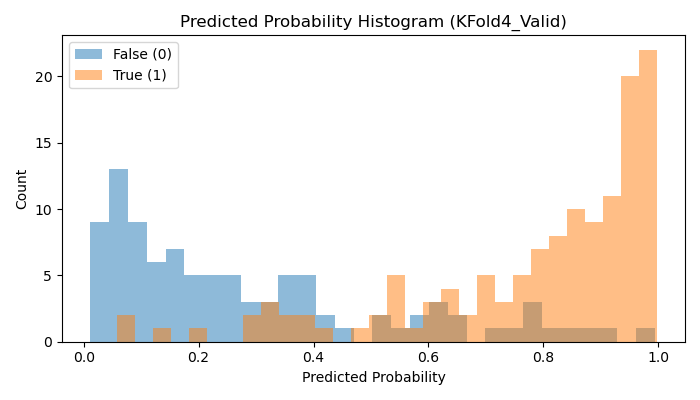 Predicted Probability Histogram (KFold4_Valid)
False (0)
True (1)
Count
20
15
10
5
0
0.0 0.2 0.4 0.6 0.8 1.0
Predicted Probability